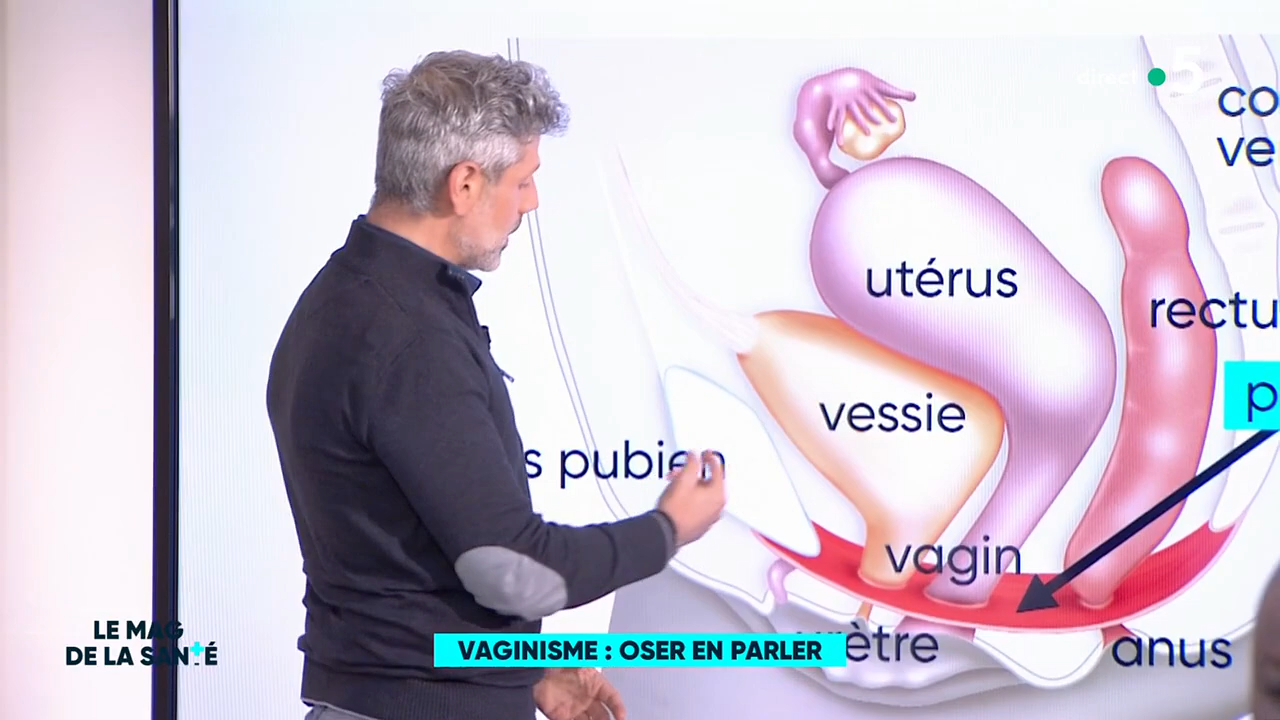 direct 5
co
ve
utérus
rectu
vessie
p
s pubien
vagin
LE MAG
DE LA SANTÉ
VAGINISME : OSER EN PARLER
ètre
anus